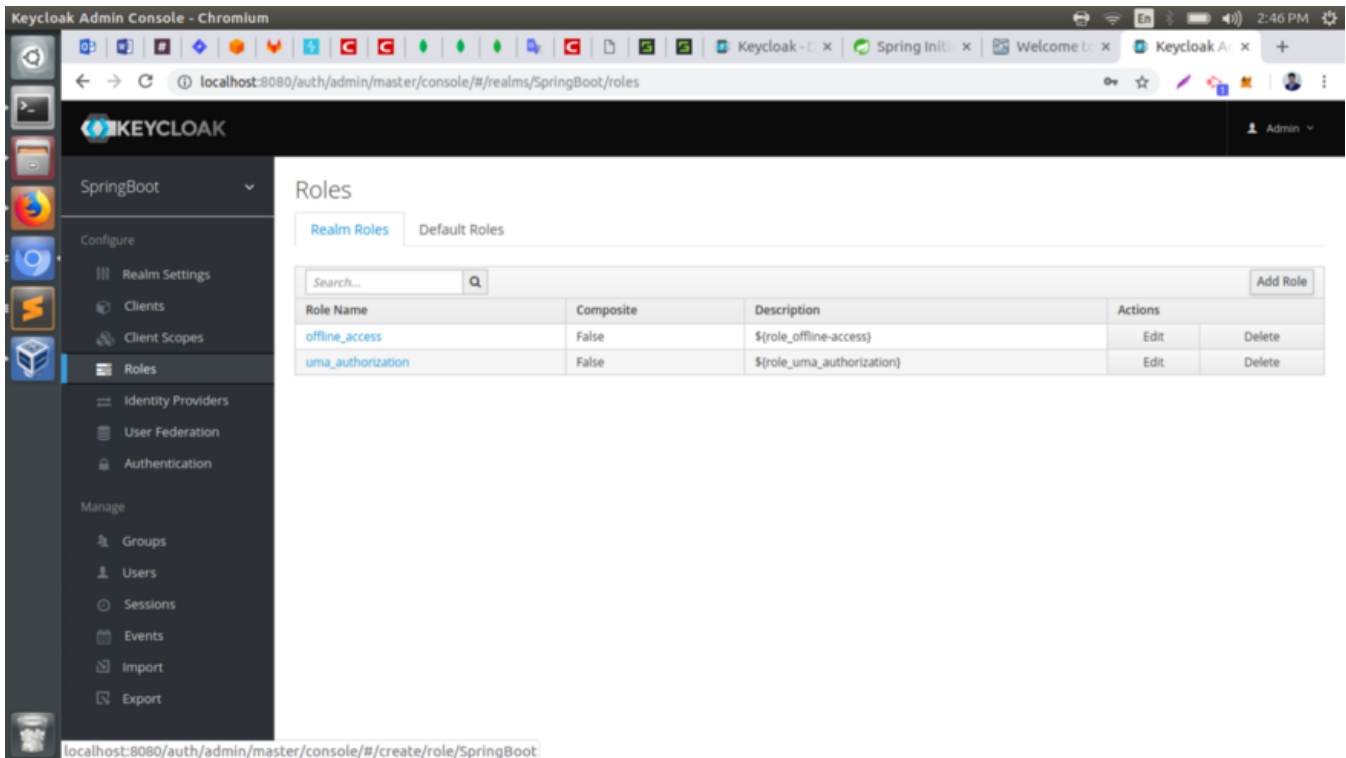 Keycloak Admin Console - Chromium En 2:46 PM
Keycloak - Spring Initi Welcome to Keycloak A
localhost:8080/auth/admin/master/console/#/realms/SpringBoot/roles
KEYCLOAK Admin
SpringBoot
Roles
Realm Roles Default Roles
Configure
Realm Settings
Search... Add Role
Clients
Role Name Composite Description Actions
Client Scopes
offline_access False ${role_offline-access} Edit Delete
Roles
uma_authorization False ${role_uma_authorization} Edit Delete
Identity Providers
User Federation
Authentication
Manage
Groups
Users
Sessions
Events
Import
Export
localhost:8080/auth/admin/master/console/#/create/role/SpringBoot